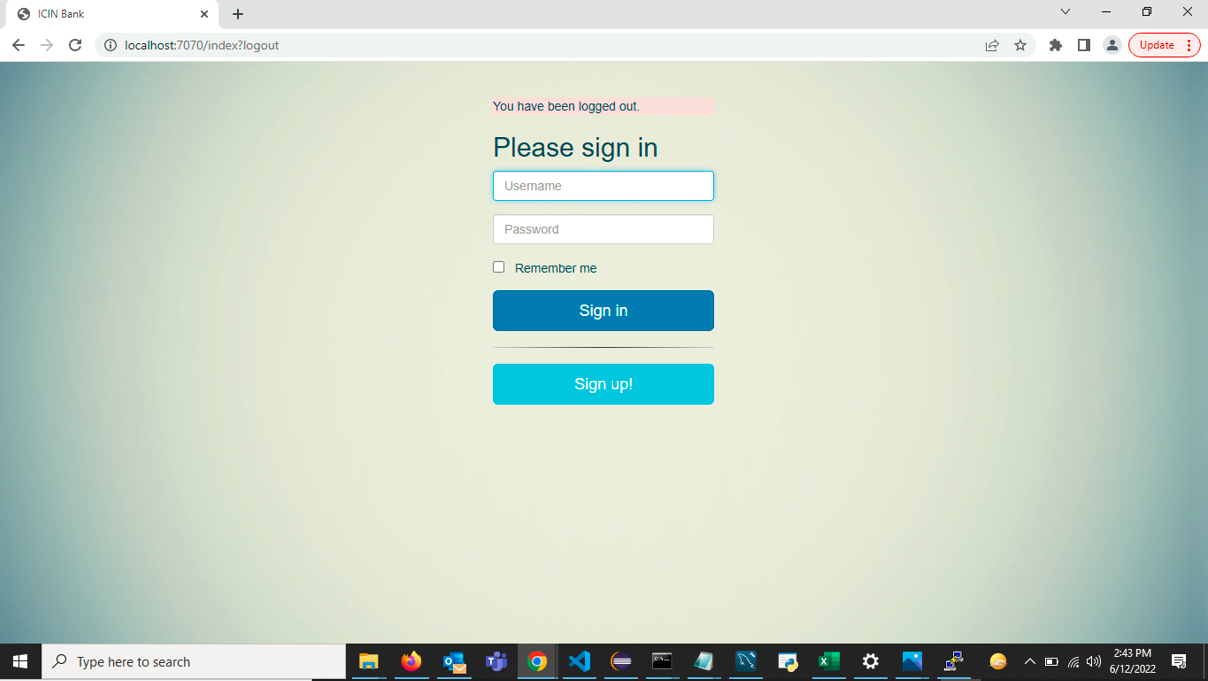 ICIN Bank
localhost:7070/index?logout
Update
You have been logged out.
Please sign in
Username
Password
Remember me
Sign in
Sign up!
Type here to search
2:43 PM
6/12/2022